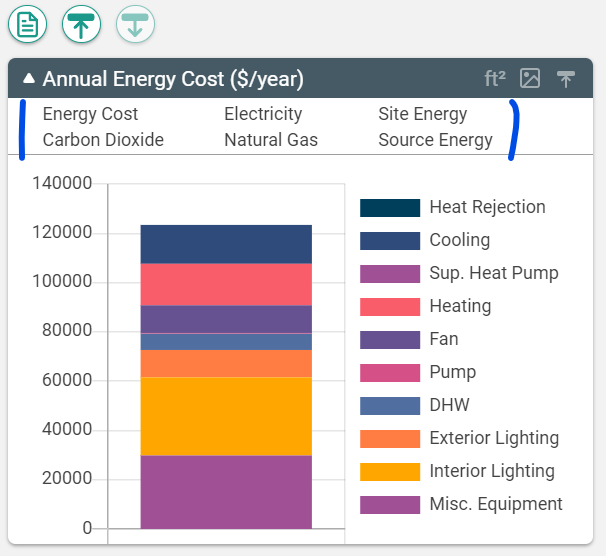 Annual Energy Cost ($/year) ft²
Energy Cost Electricity Site Energy
Carbon Dioxide Natural Gas Source Energy
140000
120000
100000
80000
60000
40000
20000
0
Heat Rejection
Cooling
Sup. Heat Pump
Heating
Fan
Pump
DHW
Exterior Lighting
Interior Lighting
Misc. Equipment